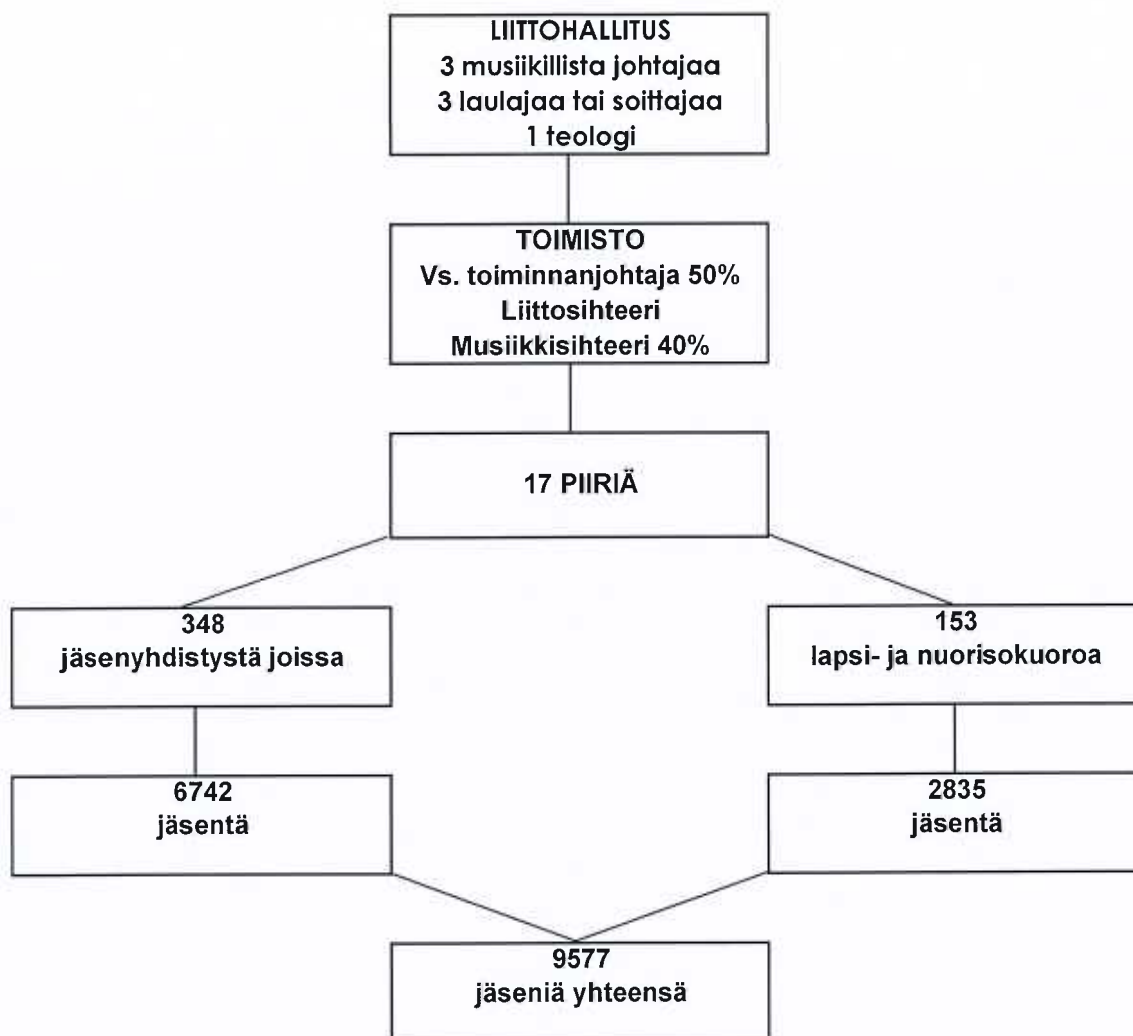 LIITTOHALLITUS
3 musiikillista johtajaa
3 laulajaa tai soittajaa
1 teologi
TOIMISTO
Vs. toiminnanjohtaja 50%
Liittosihteeri
Musiikkisihteeri 40%
17 PIIRIÄ
348
jäsenyhdistystä joissa
153
lapsi- ja nuorisokuoroa
6742
jäsentä
2835
jäsentä
9577
jäseniä yhteensä